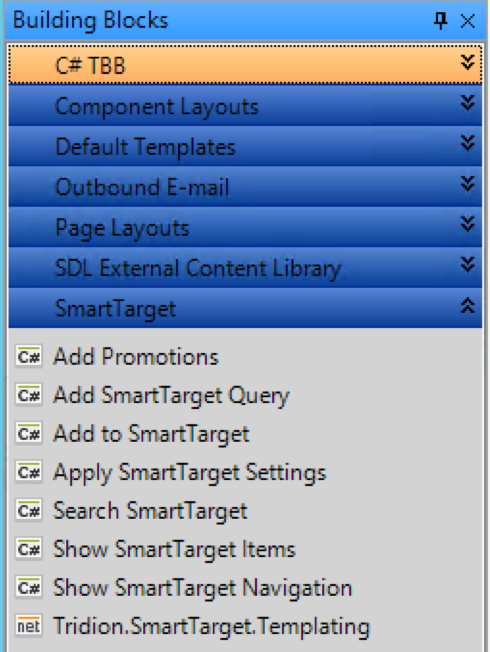 Building Blocks
C# TBB
Component Layouts
Default Templates
Outbound E-mail
Page Layouts
SDL External Content Library
SmartTarget
C# Add Promotions
C# Add SmartTarget Query
C# Add to SmartTarget
C# Apply SmartTarget Settings
C# Search SmartTarget
C# Show SmartTarget Items
C# Show SmartTarget Navigation
net Tridion.SmartTarget.Templating